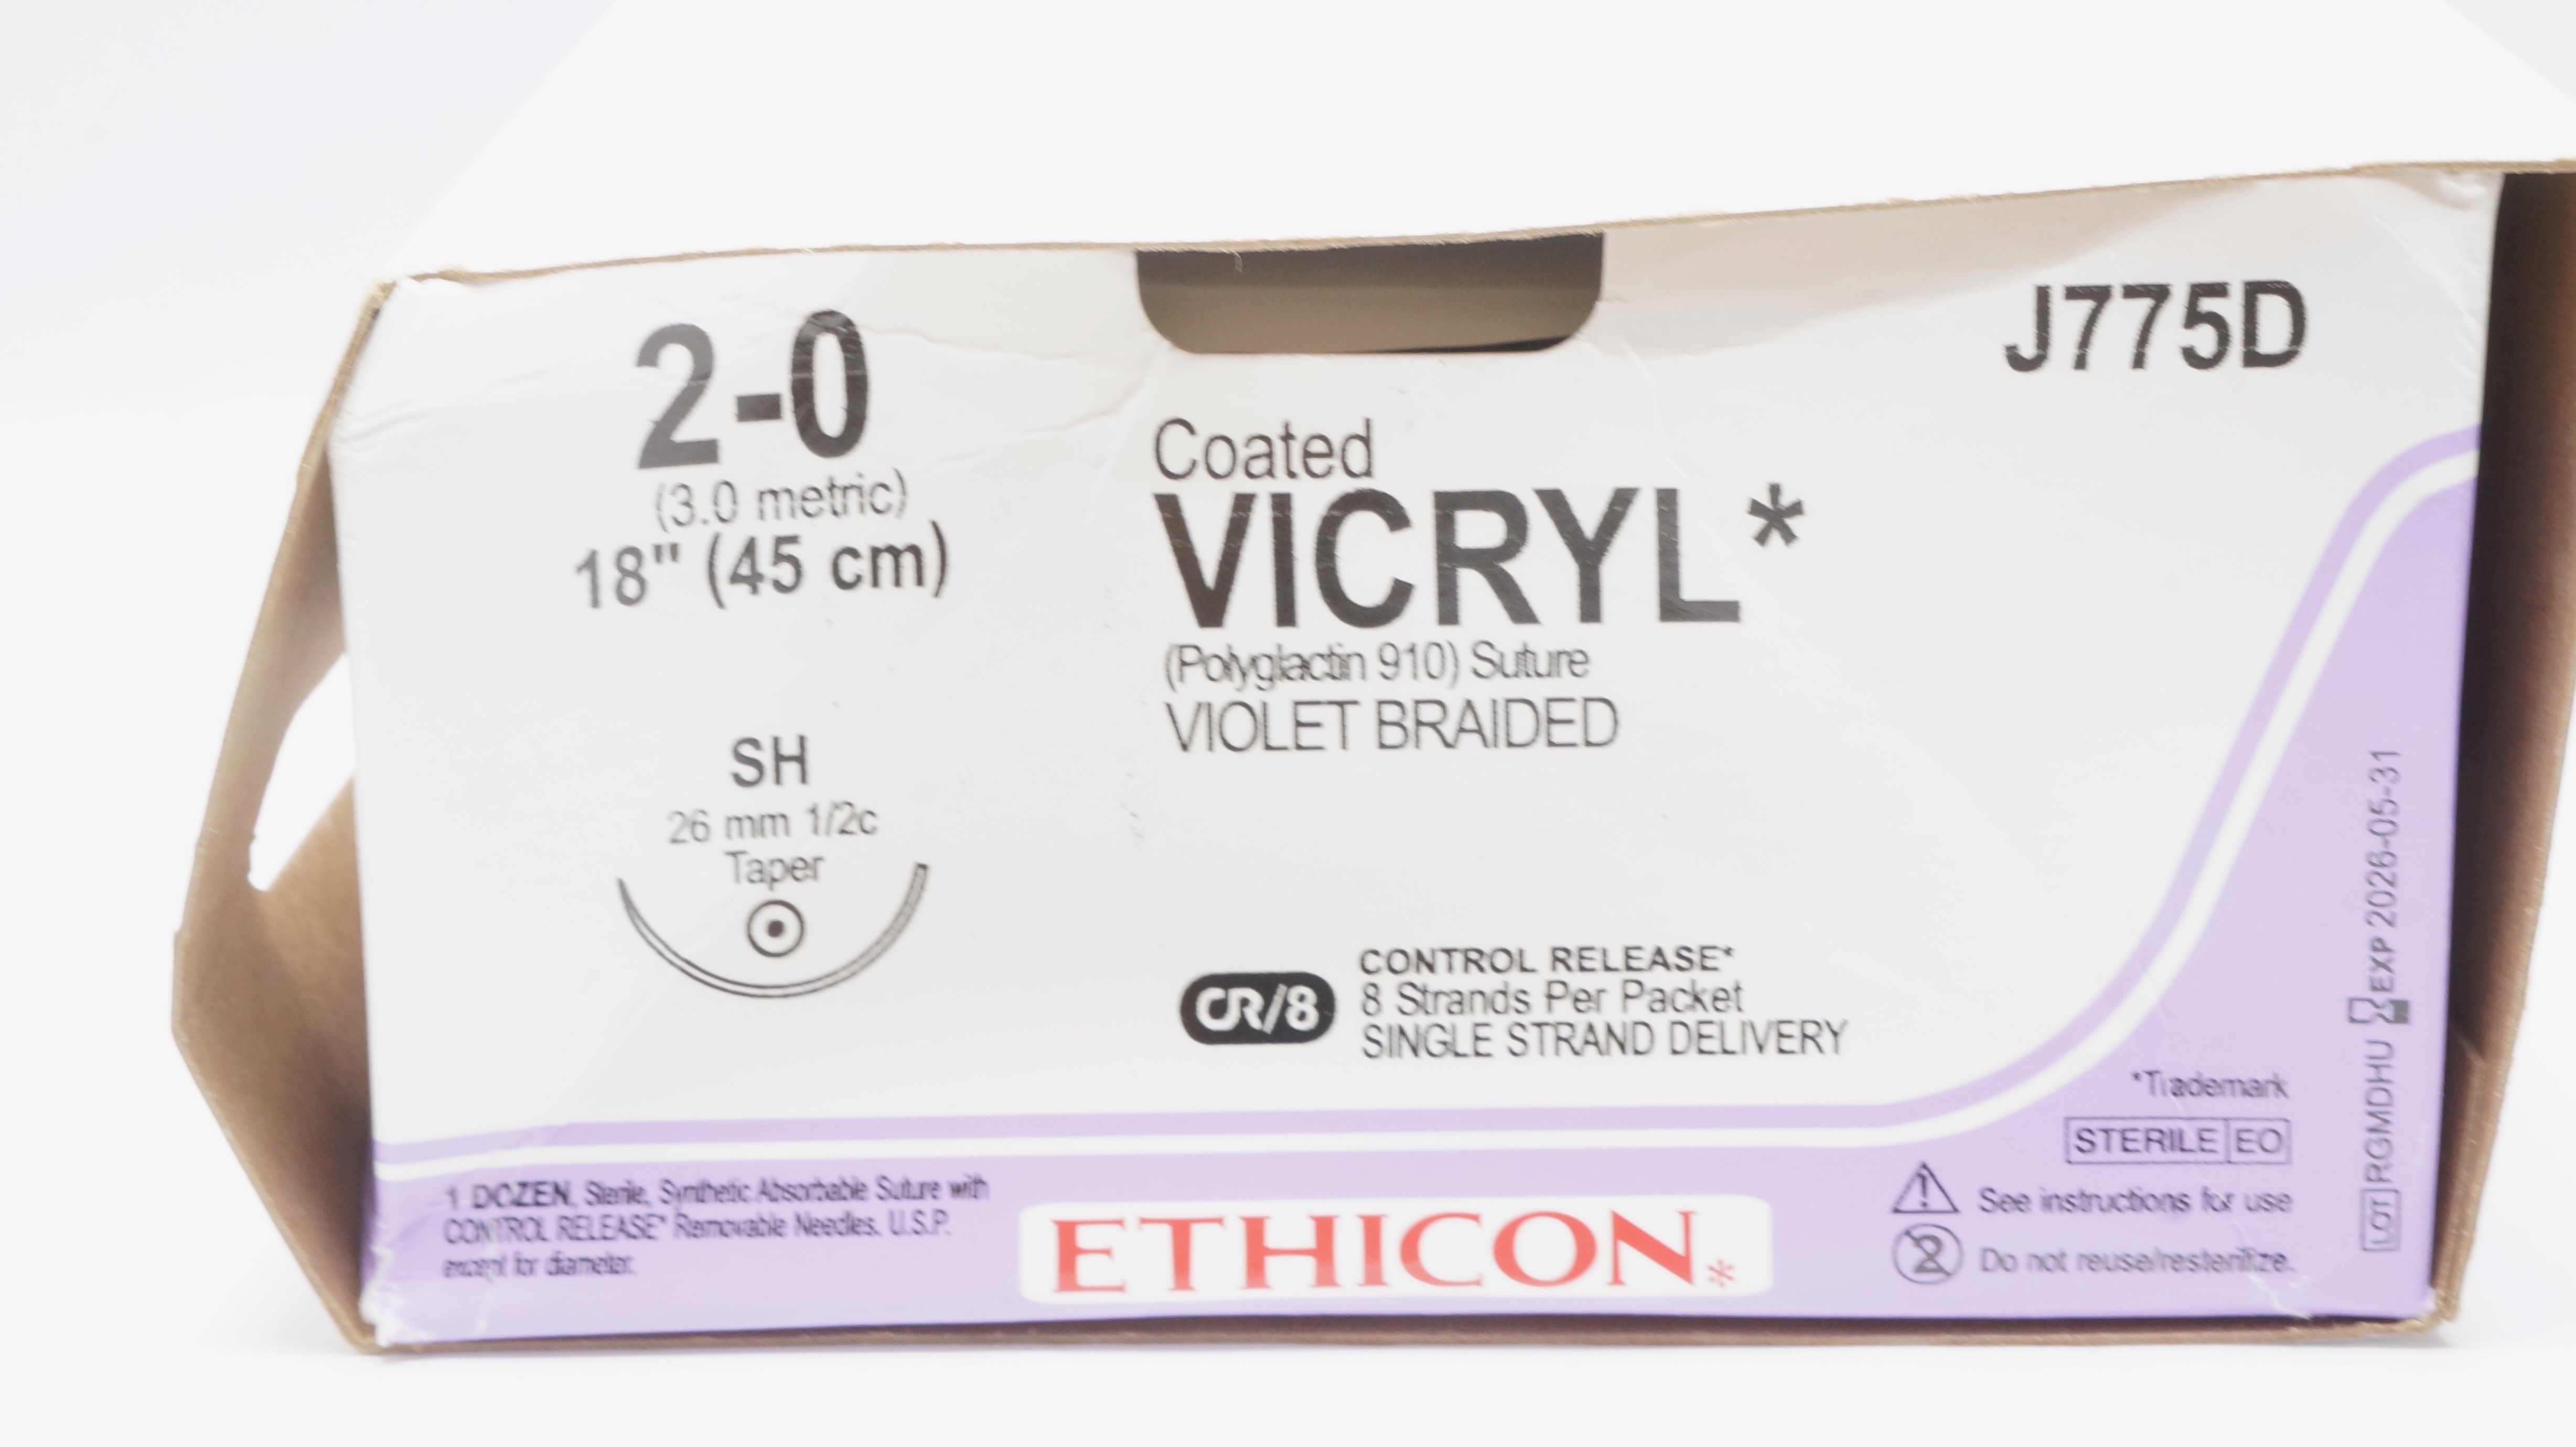 2-0
(3.0 metric)
18" (45 cm)
SH
26 mm 1/2c
Taper
J775D
Coated
VICRYL*
(Polyglactin 910) Suture
VIOLET BRAIDED
CR/8
CONTROL RELEASE*
8 Strands Per Packet
SINGLE STRAND DELIVERY
1 DOZEN, Sterile, Synthetic Absorbable Suture with
CONTROL RELEASE* Removable Needles. U.S.P.
except for diameter.
ETHICON*
*Trademark
STERILE EO
See instructions for use
2 Do not reuse/resterilize.
LOT RGMDHU EXP 2026-05-31